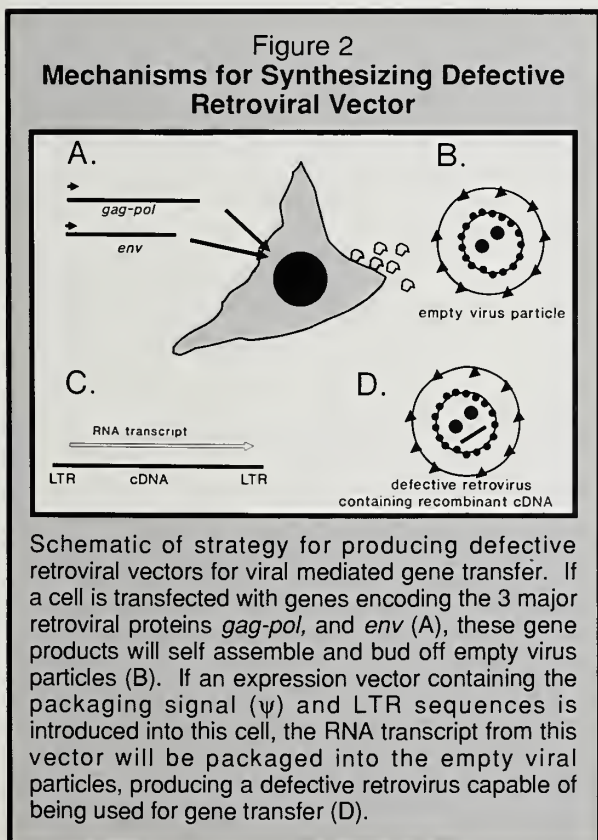 Figure 2
Mechanisms for Synthesizing Defective
Retroviral Vector
A.
gag-pol
env
B.
empty virus particle
C.
RNA transcript
LTR cDNA LTR
D.
defective retrovirus
containing recombinant cDNA
Schematic of strategy for producing defective
retroviral vectors for viral mediated gene transfer. If
a cell is transfected with genes encoding the 3 major
retroviral proteins gag-pol, and env (A), these gene
products will self assemble and bud off empty virus
particles (B). If an expression vector containing the
packaging signal (ψ) and LTR sequences is
introduced into this cell, the RNA transcript from this
vector will be packaged into the empty viral
particles, producing a defective retrovirus capable of
being used for gene transfer (D).